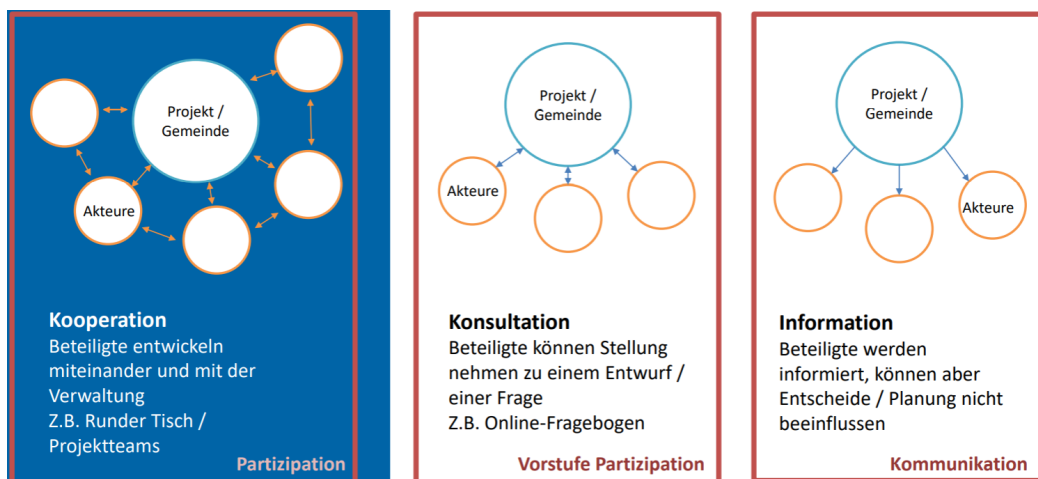 Projekt /
Gemeinde
Akteure
Kooperation
Beteiligte entwickeln
miteinander und mit der
Verwaltung
Z.B. Runder Tisch /
Projektteams
Partizipation
Projekt /
Gemeinde
Akteure
Konsultation
Beteiligte können Stellung
nehmen zu einem Entwurf /
einer Frage
Z.B. Online-Fragebogen
Vorstufe Partizipation
Projekt /
Gemeinde
Akteure
Information
Beteiligte werden
informiert, können aber
Entscheide / Planung nicht
beeinflussen
Kommunikation